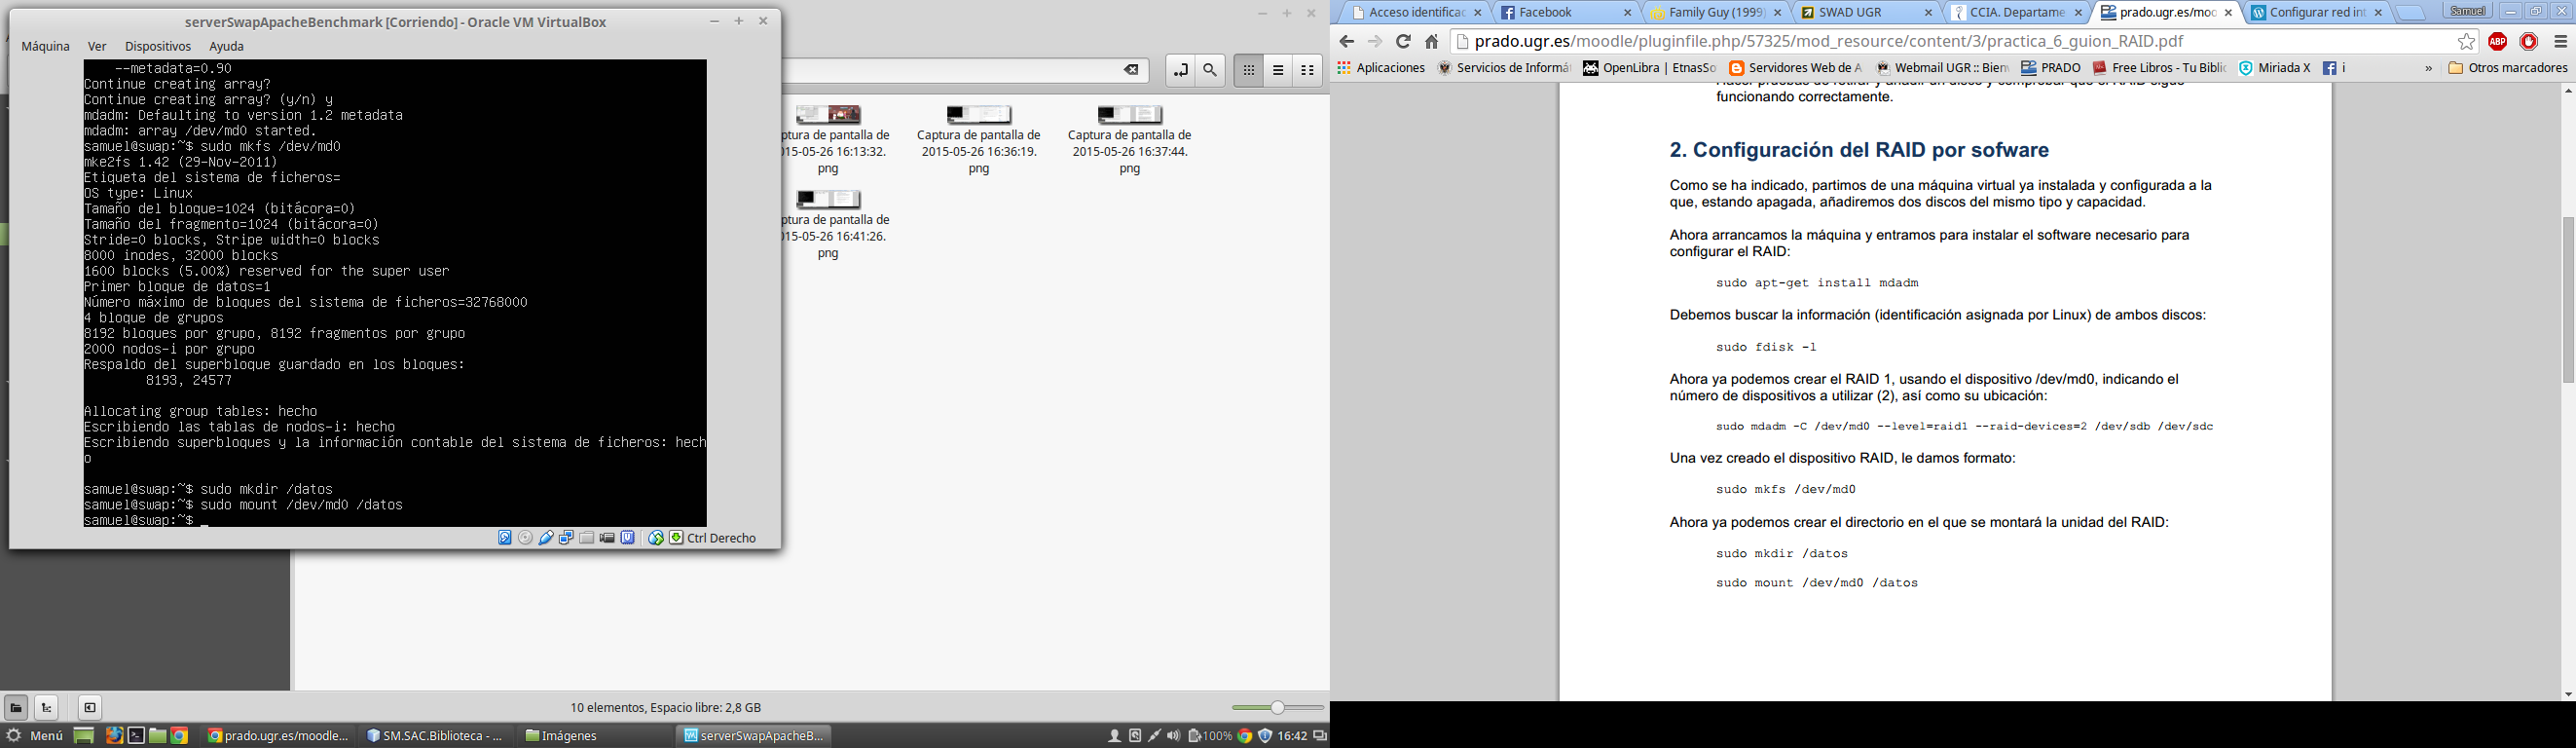 serverSwapApacheBenchmark [Corriendo] - Oracle VM VirtualBox
Máquina Ver Dispositivos Ayuda
--metadata=0.90
Continue creating array?
Continue creating array? (y/n) y
mdadm: Defaulting to version 1.2 metadata
mdadm: array /dev/md0 started.
samuel@swap:~$ sudo mkfs /dev/md0
mke2fs 1.42 (29-Nov-2011)
Etiqueta del sistema de ficheros=
OS type: Linux
Tamaño del bloque=1024 (bitácora=0)
Tamaño del fragmento=1024 (bitácora=0)
Stride=0 blocks, Stripe width=0 blocks
8000 inodes, 32000 blocks
1600 blocks (5.00%) reserved for the super user
Primer bloque de datos=1
Número máximo de bloques del sistema de ficheros=32768000
4 bloque de grupos
8192 bloques por grupo, 8192 fragmentos por grupo
2000 nodos-i por grupo
Respaldo del superbloque guardado en los bloques:
8193, 24577
Allocating group tables: hecho
Escribiendo las tablas de nodos-i: hecho
Escribiendo superbloques y la información contable del sistema de ficheros: hech
o
samuel@swap:~$ sudo mkdir /datos
samuel@swap:~$ sudo mount /dev/md0 /datos
samuel@swap:~$ _
Ctrl Derecho
ptura de pantalla de
015-05-26 16:13:32.
png
Captura de pantalla de
2015-05-26 16:36:19.
png
Captura de pantalla de
2015-05-26 16:37:44.
png
ptura de pantalla de
015-05-26 16:41:26.
png
10 elementos, Espacio libre: 2,8 GB
Menú
prado.ugr.es/moodle...
SM.SAC.Biblioteca - ...
Imágenes
serverSwapApacheB...
100%
16:42
Acceso identificac
Facebook
Family Guy (1999)
SWAD UGR
CCIA. Departame
prado.ugr.es/moo
Configurar red int
Samuel
prado.ugr.es/moodle/pluginfile.php/57325/mod_resource/content/3/practica_6_guion_RAID.pdf
ABP
Aplicaciones
Servicios de Informá
OpenLibra | EtnasSo
Servidores Web de A
Webmail UGR :: Bien
PRADO
Free Libros - Tu Biblio
Miriada X
i
»
Otros marcadores
funcionando correctamente.
2. Configuración del RAID por sofware
Como se ha indicado, partimos de una máquina virtual ya instalada y configurada a la
que, estando apagada, añadiremos dos discos del mismo tipo y capacidad.
Ahora arrancamos la máquina y entramos para instalar el software necesario para
configurar el RAID:
sudo apt-get install mdadm
Debemos buscar la información (identificación asignada por Linux) de ambos discos:
sudo fdisk -l
Ahora ya podemos crear el RAID 1, usando el dispositivo /dev/md0, indicando el
número de dispositivos a utilizar (2), así como su ubicación:
sudo mdadm -C /dev/md0 --level=raid1 --raid-devices=2 /dev/sdb /dev/sdc
Una vez creado el dispositivo RAID, le damos formato:
sudo mkfs /dev/md0
Ahora ya podemos crear el directorio en el que se montará la unidad del RAID:
sudo mkdir /datos
sudo mount /dev/md0 /datos